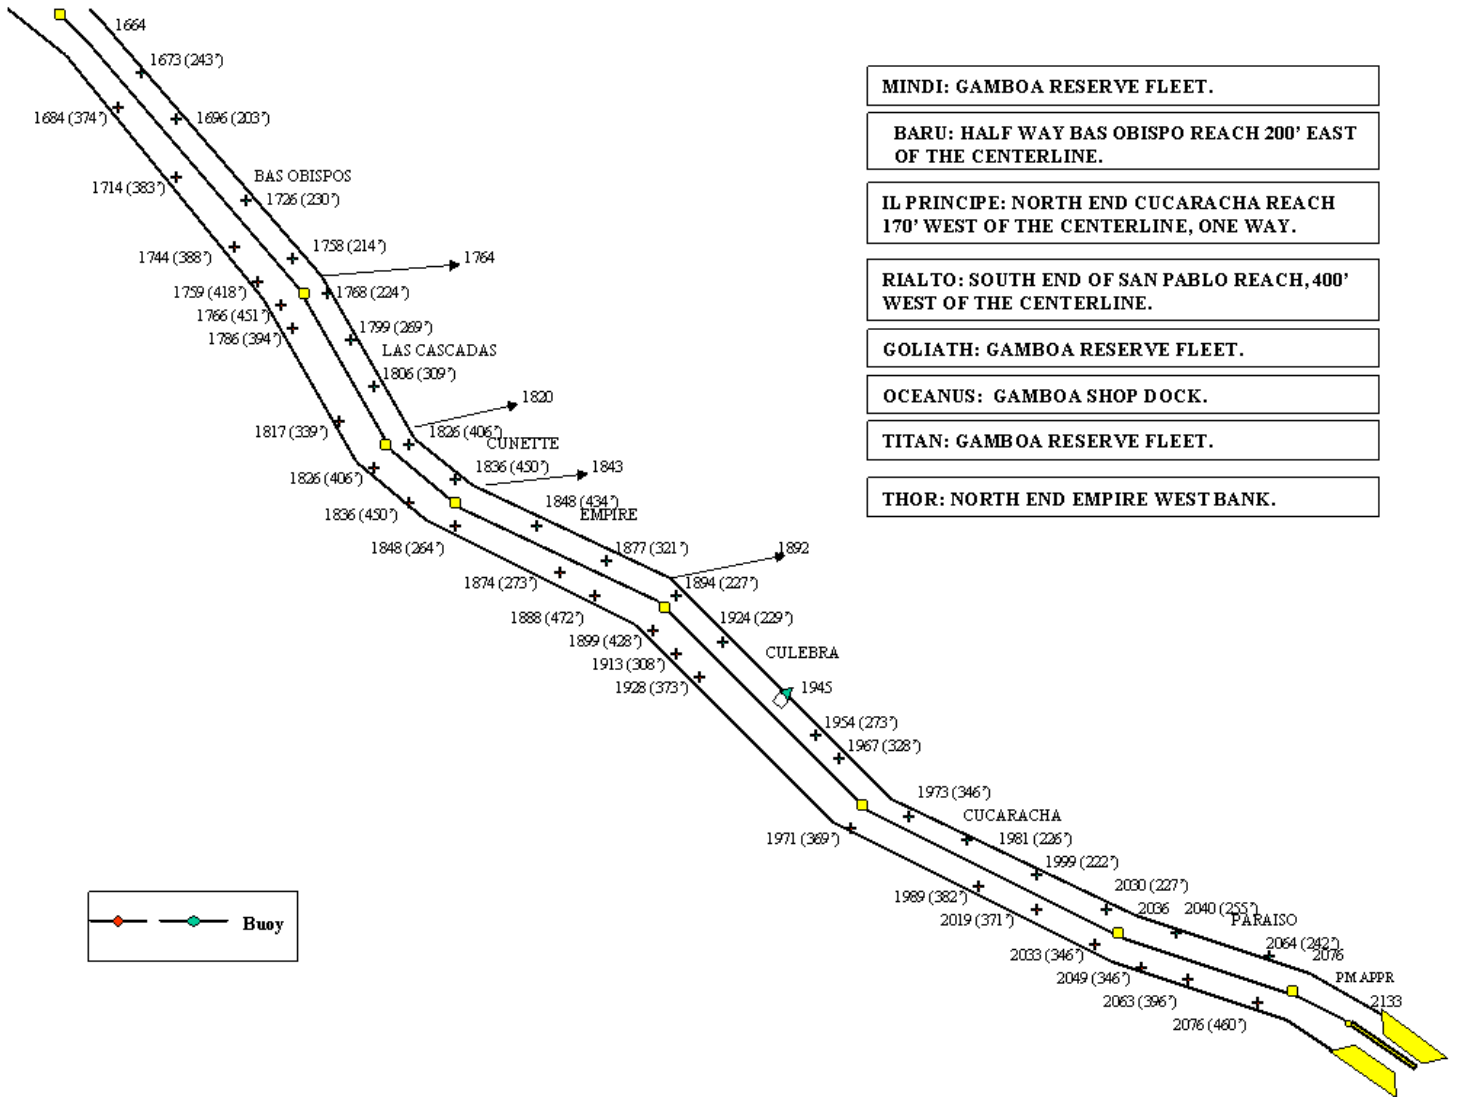 1664
1673 (243’)
1684 (374’)
1696 (203’)
BAS OBISPOS
1714 (383’)
1726 (230’)
1744 (388’)
1758 (214’)
1764
1759 (418’)
1768 (224’)
1766 (451’)
1786 (394’)
1799 (269’)
LAS CASCADAS
1806 (309’)
1820
1817 (339’)
1826 (406’)
CUNETTE
1826 (406’)
1836 (450’)
1843
1836 (450’)
1848 (434’)
EMPIRE
1848 (264’)
1877 (321’)
1892
1874 (273’)
1894 (227’)
1888 (472’)
1924 (229’)
1899 (428’)
CULEBRA
1913 (308’)
1928 (373’)
1945
1954 (273’)
1967 (328’)
1973 (346’)
CUCARACHA
1971 (369’)
1981 (226’)
1999 (222’)
2030 (227’)
1989 (382’)
2036
2040 (255’)
2019 (371’)
PARAISO
2033 (346’)
2064 (242’)
2076
2049 (346’)
PM APPR
2063 (396’)
2133
2076 (460’)
MINDI: GAMBOA RESERVE FLEET.
BARU: HALF WAY BAS OBISPO REACH 200’ EAST
OF THE CENTERLINE.
IL PRINCIPE: NORTH END CUCARACHA REACH
170’ WEST OF THE CENTERLINE, ONE WAY.
RIALTO: SOUTH END OF SAN PABLO REACH, 400’
WEST OF THE CENTERLINE.
GOLIATH: GAMBOA RESERVE FLEET.
OCEANUS: GAMBOA SHOP DOCK.
TITAN: GAMBOA RESERVE FLEET.
THOR: NORTH END EMPIRE WEST BANK.
Buoy